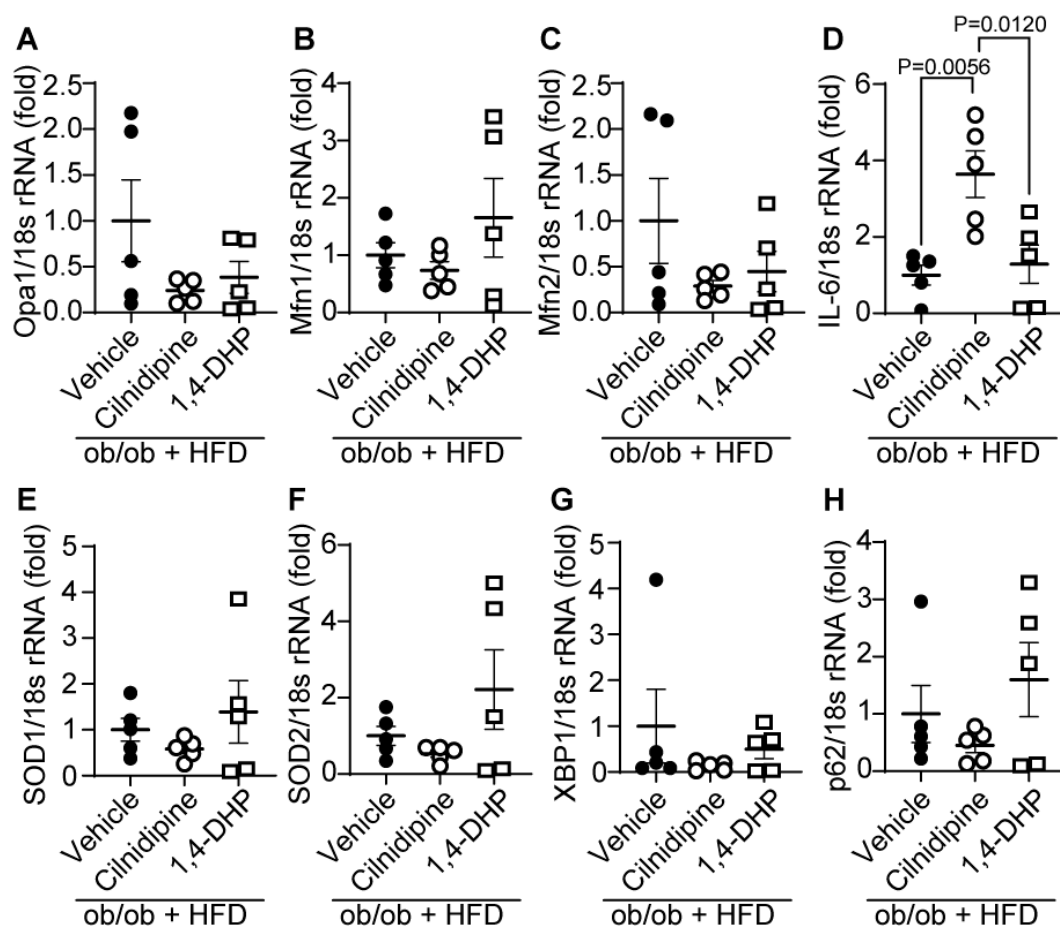 A
Opa1/18s rRNA (fold)
2.5
2.0
1.5
1.0
0.5
0.0
Vehicle
Cilnidipine
1,4-DHP
ob/ob + HFD
B
Mfn1/18s rRNA (fold)
4
3
2
1
0
Vehicle
Cilnidipine
1,4-DHP
ob/ob + HFD
C
Mfn2/18s rRNA (fold)
2.5
2.0
1.5
1.0
0.5
0.0
Vehicle
Cilnidipine
1,4-DHP
ob/ob + HFD
D
P=0.0120
P=0.0056
IL-6/18s rRNA (fold)
6
4
2
0
Vehicle
Cilnidipine
1,4-DHP
ob/ob + HFD
E
SOD1/18s rRNA (fold)
5
4
3
2
1
0
Vehicle
Cilnidipine
1,4-DHP
ob/ob + HFD
F
SOD2/18s rRNA (fold)
6
4
2
0
Vehicle
Cilnidipine
1,4-DHP
ob/ob + HFD
G
XBP1/18s rRNA (fold)
5
4
3
2
1
0
Vehicle
Cilnidipine
1,4-DHP
ob/ob + HFD
H
p62/18s rRNA (fold)
4
3
2
1
0
Vehicle
Cilnidipine
1,4-DHP
ob/ob + HFD